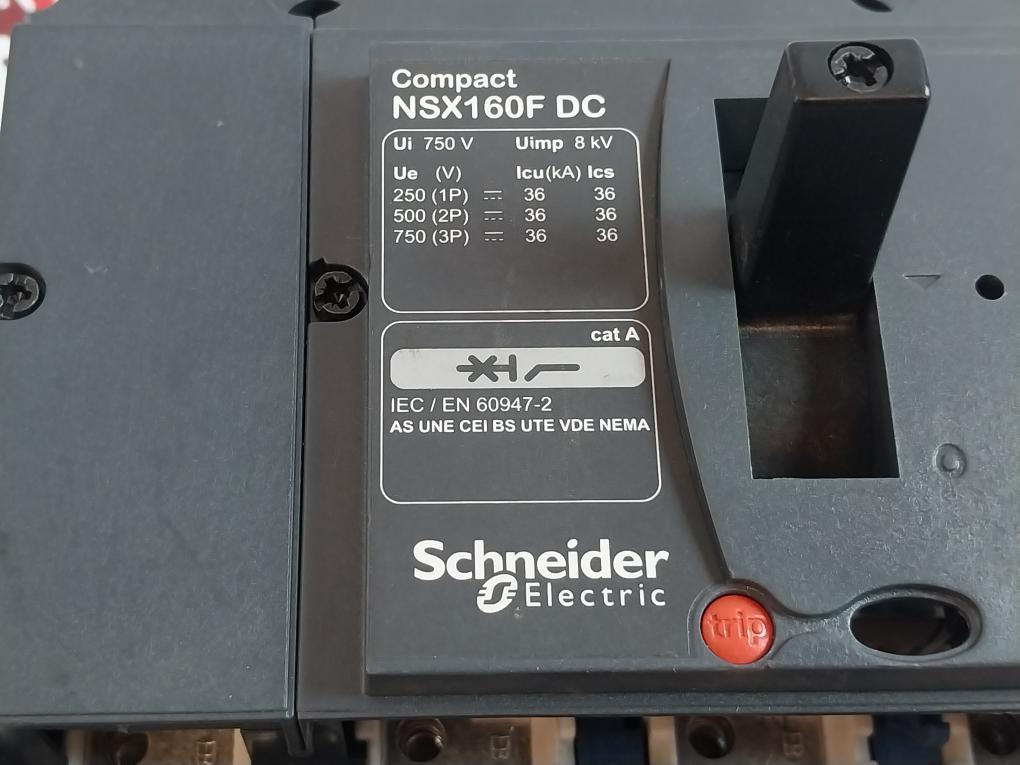 Compact
NSX160F DC
Ui 750 V Uimp 8 kV
Ue (V) Icu(kA) Ics
250 (1P) ⎓ 36 36
500 (2P) ⎓ 36 36
750 (3P) ⎓ 36 36
cat A
IEC / EN 60947-2
AS UNE CEI BS UTE VDE NEMA
Schneider
Electric
trip